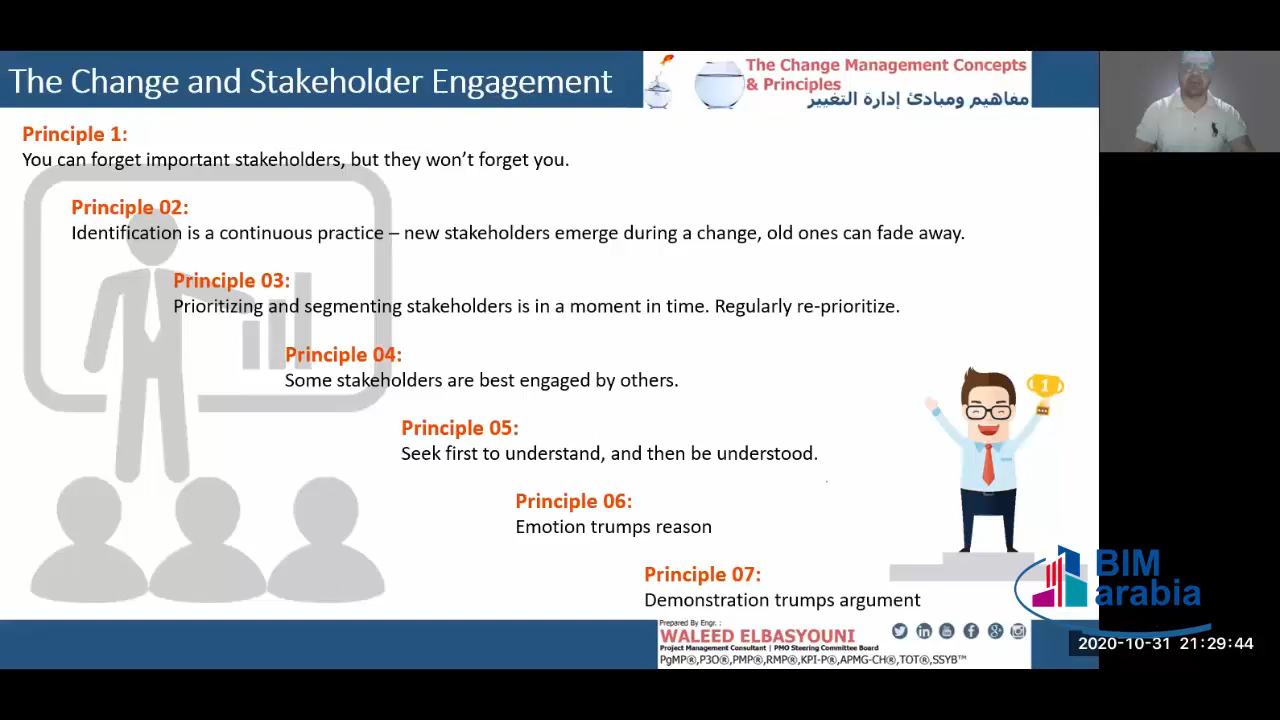 The Change and Stakeholder Engagement
The Change Management Concepts
& Principles
مفاهيم ومبادئ إدارة التغيير
Principle 1:
You can forget important stakeholders, but they won't forget you.
Principle 02:
Identification is a continuous practice – new stakeholders emerge during a change, old ones can fade away.
Principle 03:
Prioritizing and segmenting stakeholders is in a moment in time. Regularly re-prioritize.
Principle 04:
Some stakeholders are best engaged by others.
Principle 05:
Seek first to understand, and then be understood.
Principle 06:
Emotion trumps reason
Principle 07:
Demonstration trumps argument
1
BIM
arabia
Prepared By Engr. :
WALEED ELBASYOUNI
Project Management Consultant | PMO Steering Committee Board
PgMP®,P3O®,PMP®,RMP®,KPI-P®,APMG-CH®,TOT®,SSYB™
2020-10-31 21:29:44